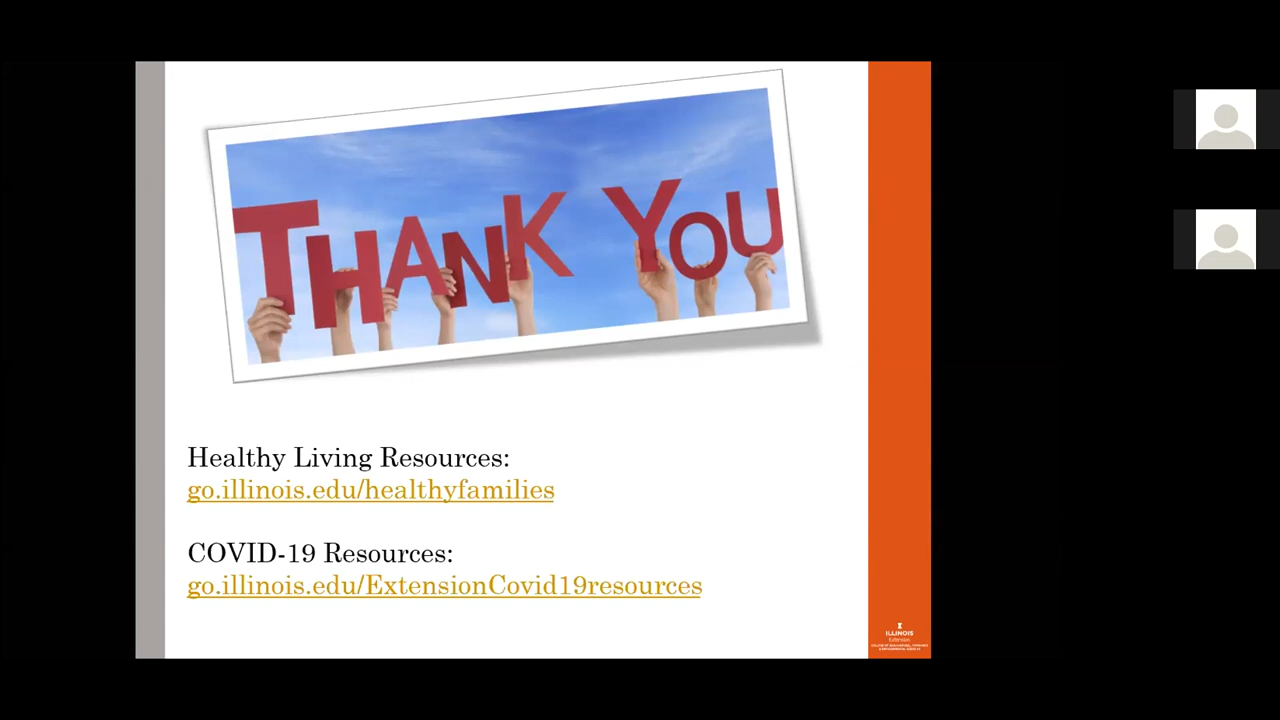 THANK YOU
Healthy Living Resources:
go.illinois.edu/healthyfamilies
COVID-19 Resources:
go.illinois.edu/ExtensionCovid19resources
ILLINOIS
Extension